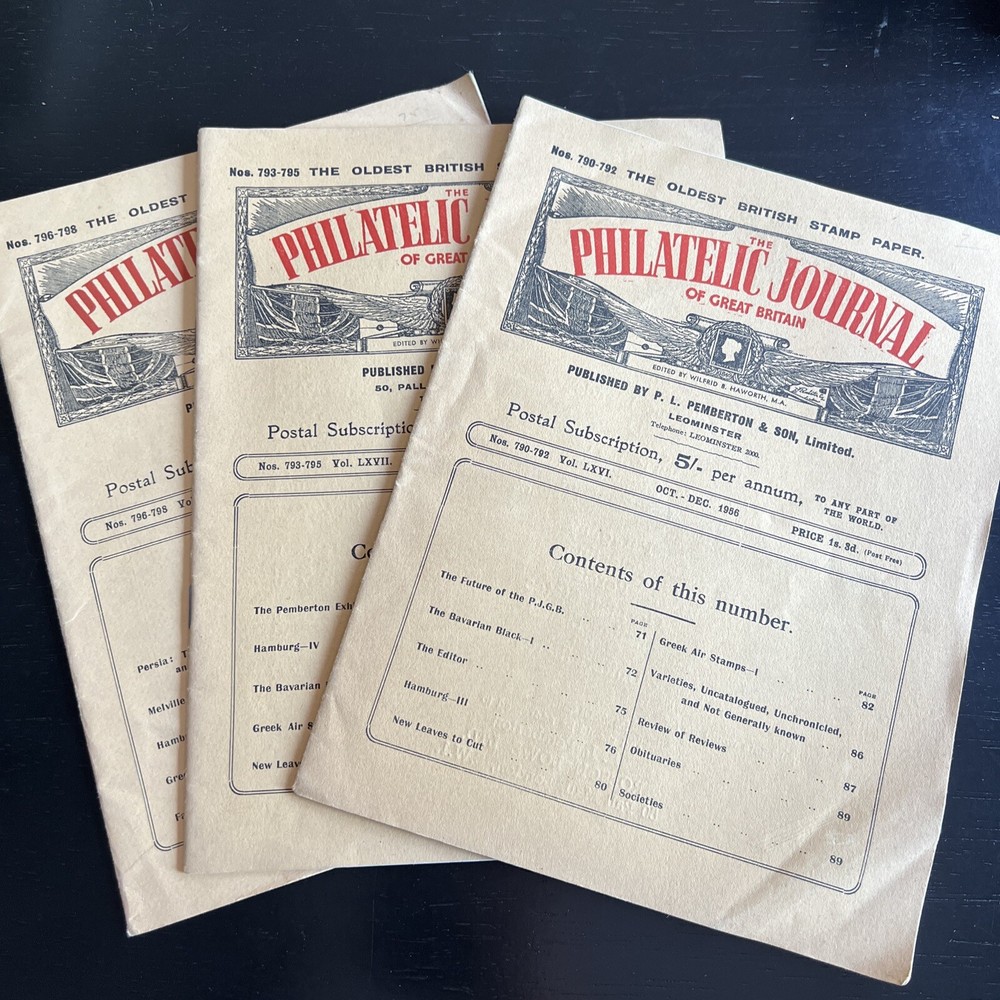 Nos. 796-798 THE OLDEST
PHILAT
Postal Sub
Nos. 796-798
Persia:
Melville
Hamb
Gre
Nos. 793-795 THE OLDEST BRITISH
THE
PHILATELIC
OF GREAT
EDITED BY
PUBLISHED
50, PALL
Postal Subscriptio
Nos. 793-795 Vol. LXVII.
The Pemberton Exh
Hamburg—IV
The Bavarian
Greek Air S
New Leav
Nos. 790-792 THE OLDEST BRITISH STAMP PAPER.
THE
PHILATELIC JOURNAL
OF GREAT BRITAIN
EDITED BY WILFRID R. HAWORTH, M.A.
PUBLISHED BY P. L. PEMBERTON & SON, Limited.
LEOMINSTER
Telephone: LEOMINSTER 2000.
Postal Subscription, 5/- per annum, TO ANY PART OF THE WORLD.
Nos. 790-792 Vol. LXVI. OCT. - DEC. 1956 PRICE 1s. 3d. (Post Free)
Contents of this number.
PAGE
The Future of the P.J.G.B. .. .. 71
The Bavarian Black—I .. .. 72
The Editor .. .. .. 75
Hamburg—III .. .. .. 76
New Leaves to Cut .. .. 80
PAGE
Greek Air Stamps—I .. .. .. 82
Varieties, Uncatalogued, Unchronicled,
and Not Generally known .. 86
Review of Reviews .. .. .. 87
Obituaries .. .. .. 89
Societies .. .. .. 89